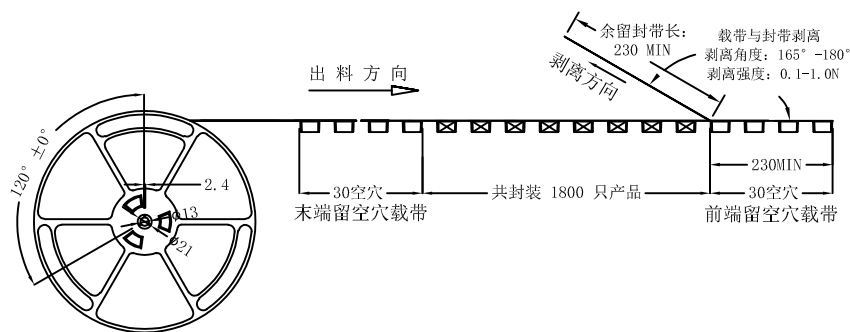 余留封带长：
230 MIN
载带与封带剥离
剥离角度：165°-180°
剥离强度：0.1-1.0N
剥离方向
出料方向
120° ±0°
2.4
φ13
φ21
230MIN
30空穴
共封装 1800 只产品
30空穴
末端留空穴载带
前端留空穴载带